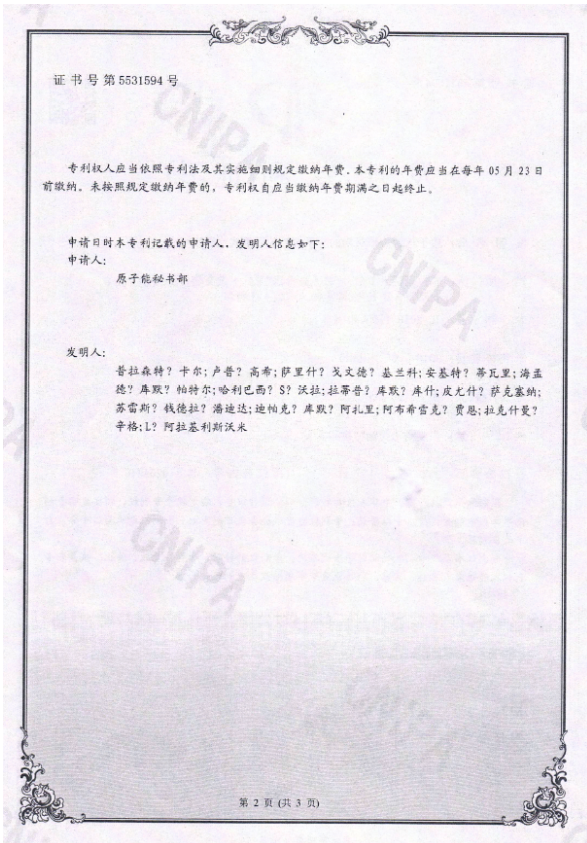 证书号第5531594号
专利权人应当依照专利法及其实施细则规定缴纳年费。本专利的年费应当在每年05月23日
前缴纳。未按照规定缴纳年费的,专利权自应当缴纳年费期满之日起终止。
申请日时本专利记载的申请人、发明人信息如下:
申请人:
原子能秘书部
发明人:
普拉森特?卡尔;卢普?高希;萨里什?戈文德?基兰科;安基特?蒂瓦里;海孟
德?库默?帕特尔;哈利巴西?S?沃拉;拉蒂普?库默?库什;皮尤什?萨克塞纳;
苏雷斯?钱德拉?潘迪达;迪帕克?库默?阿扎里;阿布希雷克?贾恩;拉克什曼?
辛格;L?阿拉基利斯沃米
第 2 页 (共 3 页)
CNIPA
CNIPA
CNIPA
CNIPA